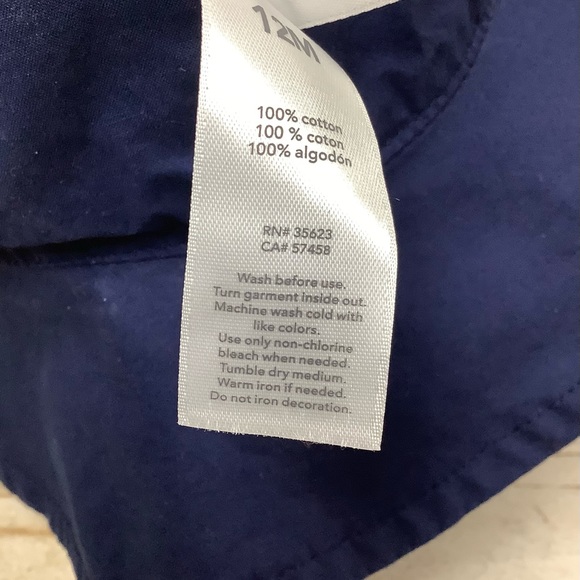 12M
100% cotton
100 % coton
100% algodón
RN# 35623
CA# 57458
Wash before use.
Turn garment inside out.
Machine wash cold with
like colors.
Use only non-chlorine
bleach when needed.
Tumble dry medium.
Warm iron if needed.
Do not iron decoration.